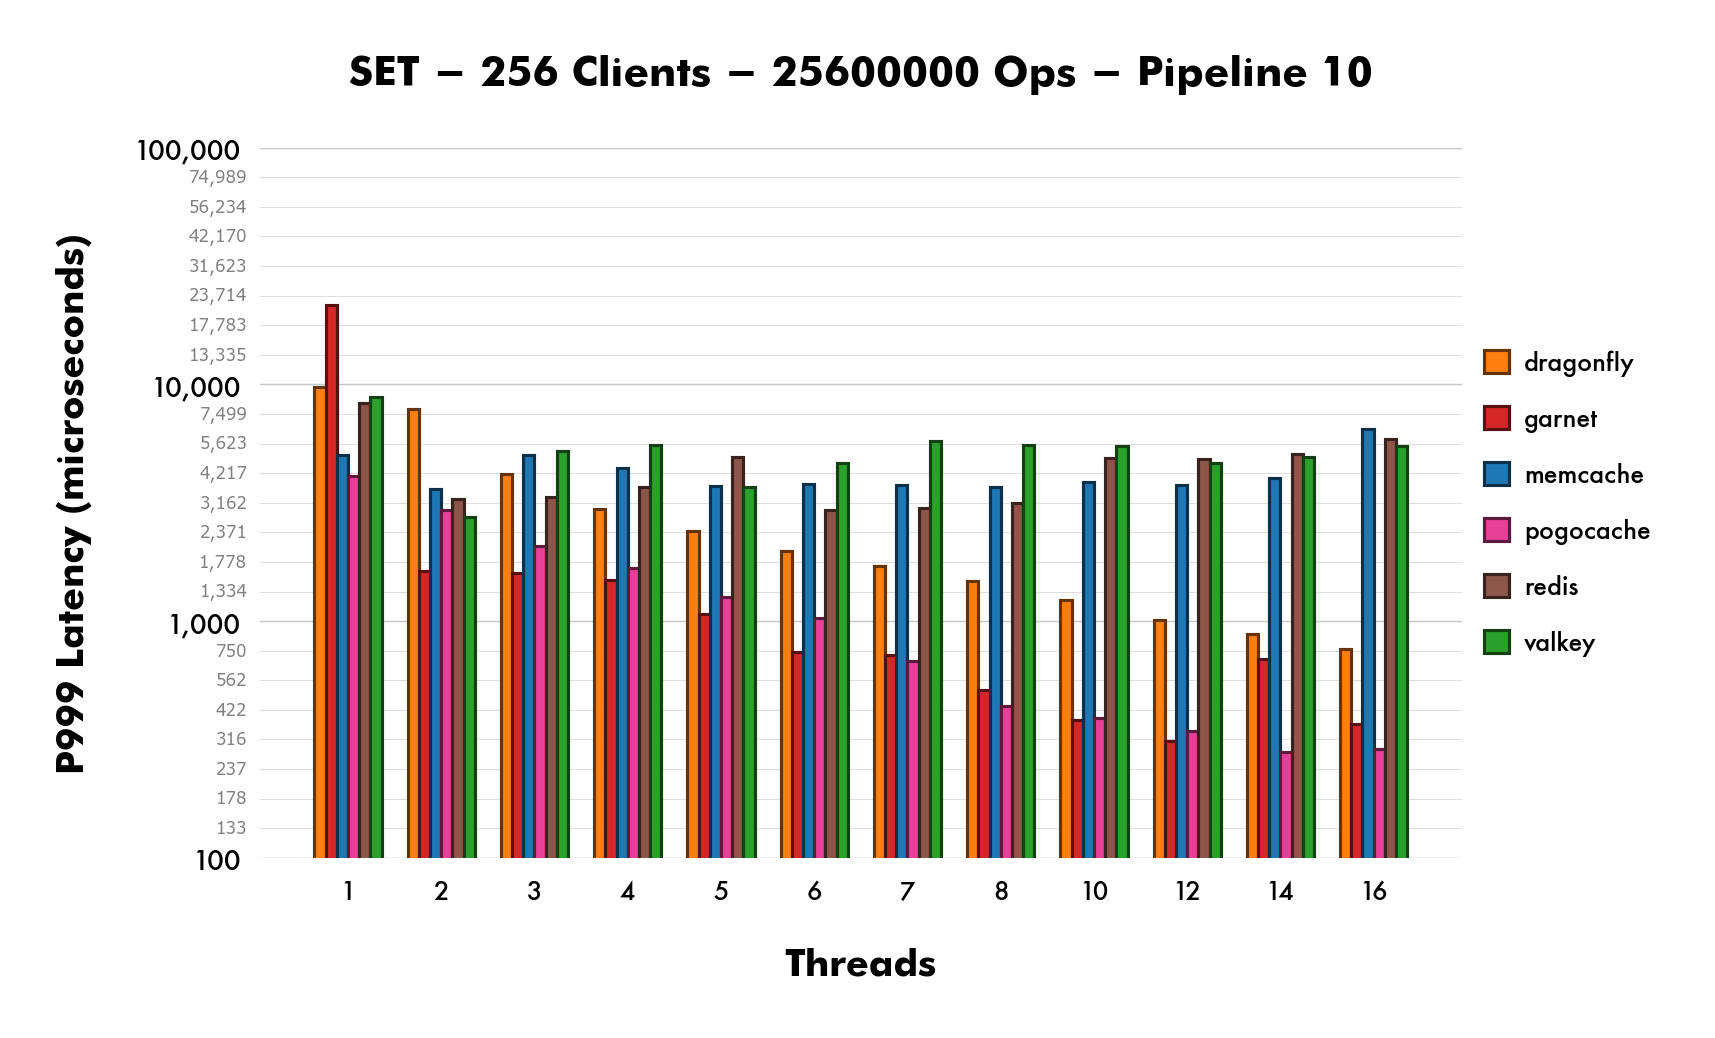 SET – 256 Clients – 25600000 Ops – Pipeline 10
P9999 Latency (microseconds)
100,000
74,989
56,234
42,170
31,623
23,714
17,783
13,335
10,000
7,499
5,623
4,217
3,162
2,371
1,778
1,334
1,000
750
562
422
316
237
178
133
100
1 2 3 4 5 6 7 8 10 12 14 16
Threads
dragonfly
garnet
memcache
pogocache
redis
valkey